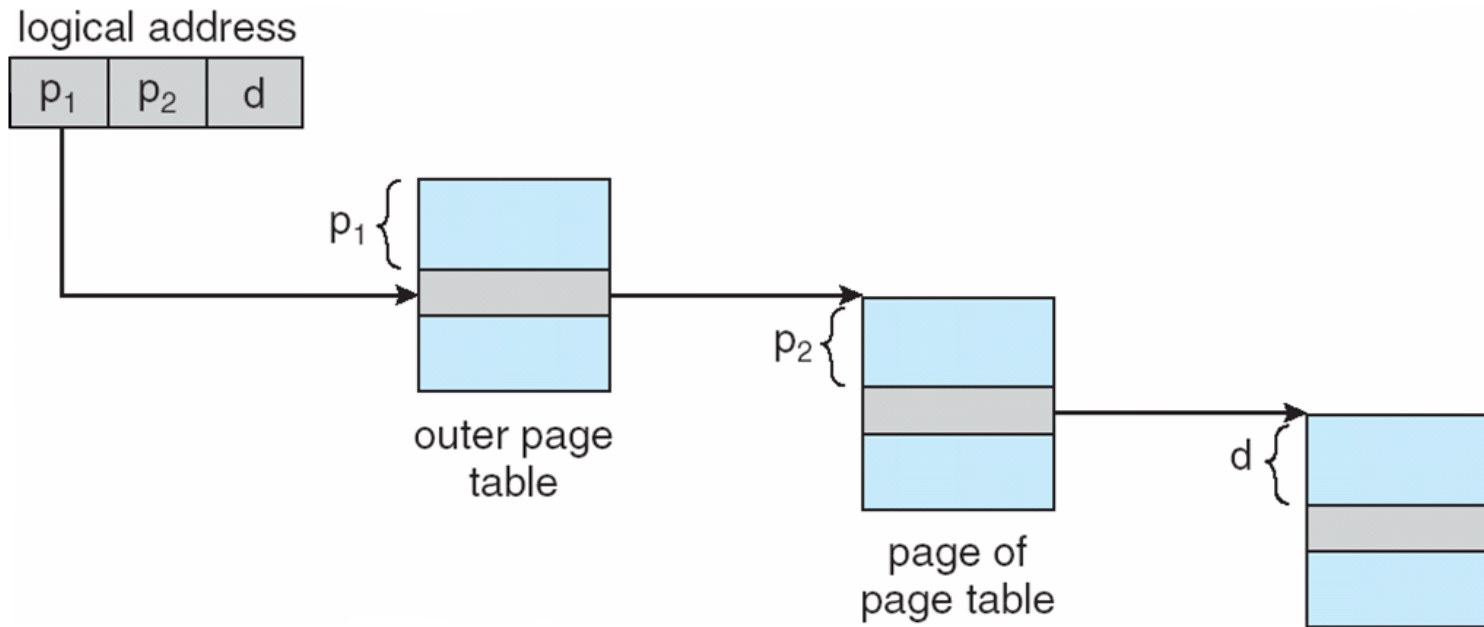 logical address
p₁ p₂ d
p₁
outer page
table
p₂
page of
page table
d